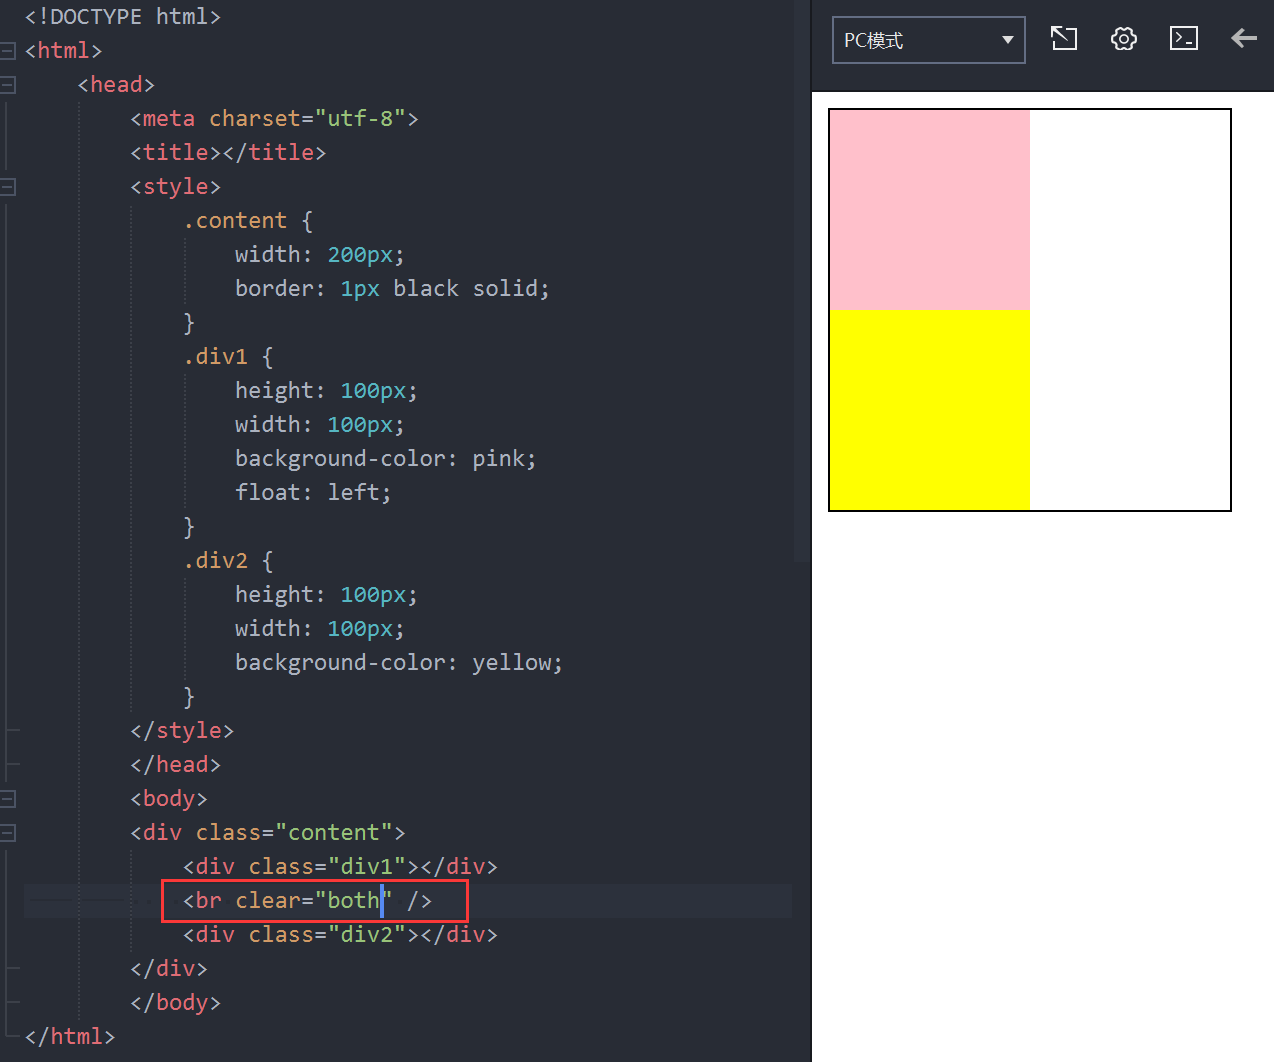 <!DOCTYPE html>
<html>
<head>
<meta charset="utf-8">
<title></title>
<style>
.content {
width: 200px;
border: 1px black solid;
}
.div1 {
height: 100px;
width: 100px;
background-color: pink;
float: left;
}
.div2 {
height: 100px;
width: 100px;
background-color: yellow;
}
</style>
</head>
<body>
<div class="content">
<div class="div1"></div>
<br clear="both" />
<div class="div2"></div>
</div>
</body>
</html>
PC模式